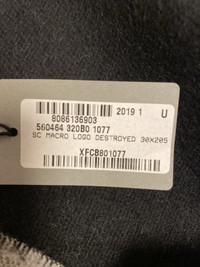 2019 1 U
8086136903
560464 320B0 1077
SC MACRO LOGO DESTROYED 30X205
XFCB801077